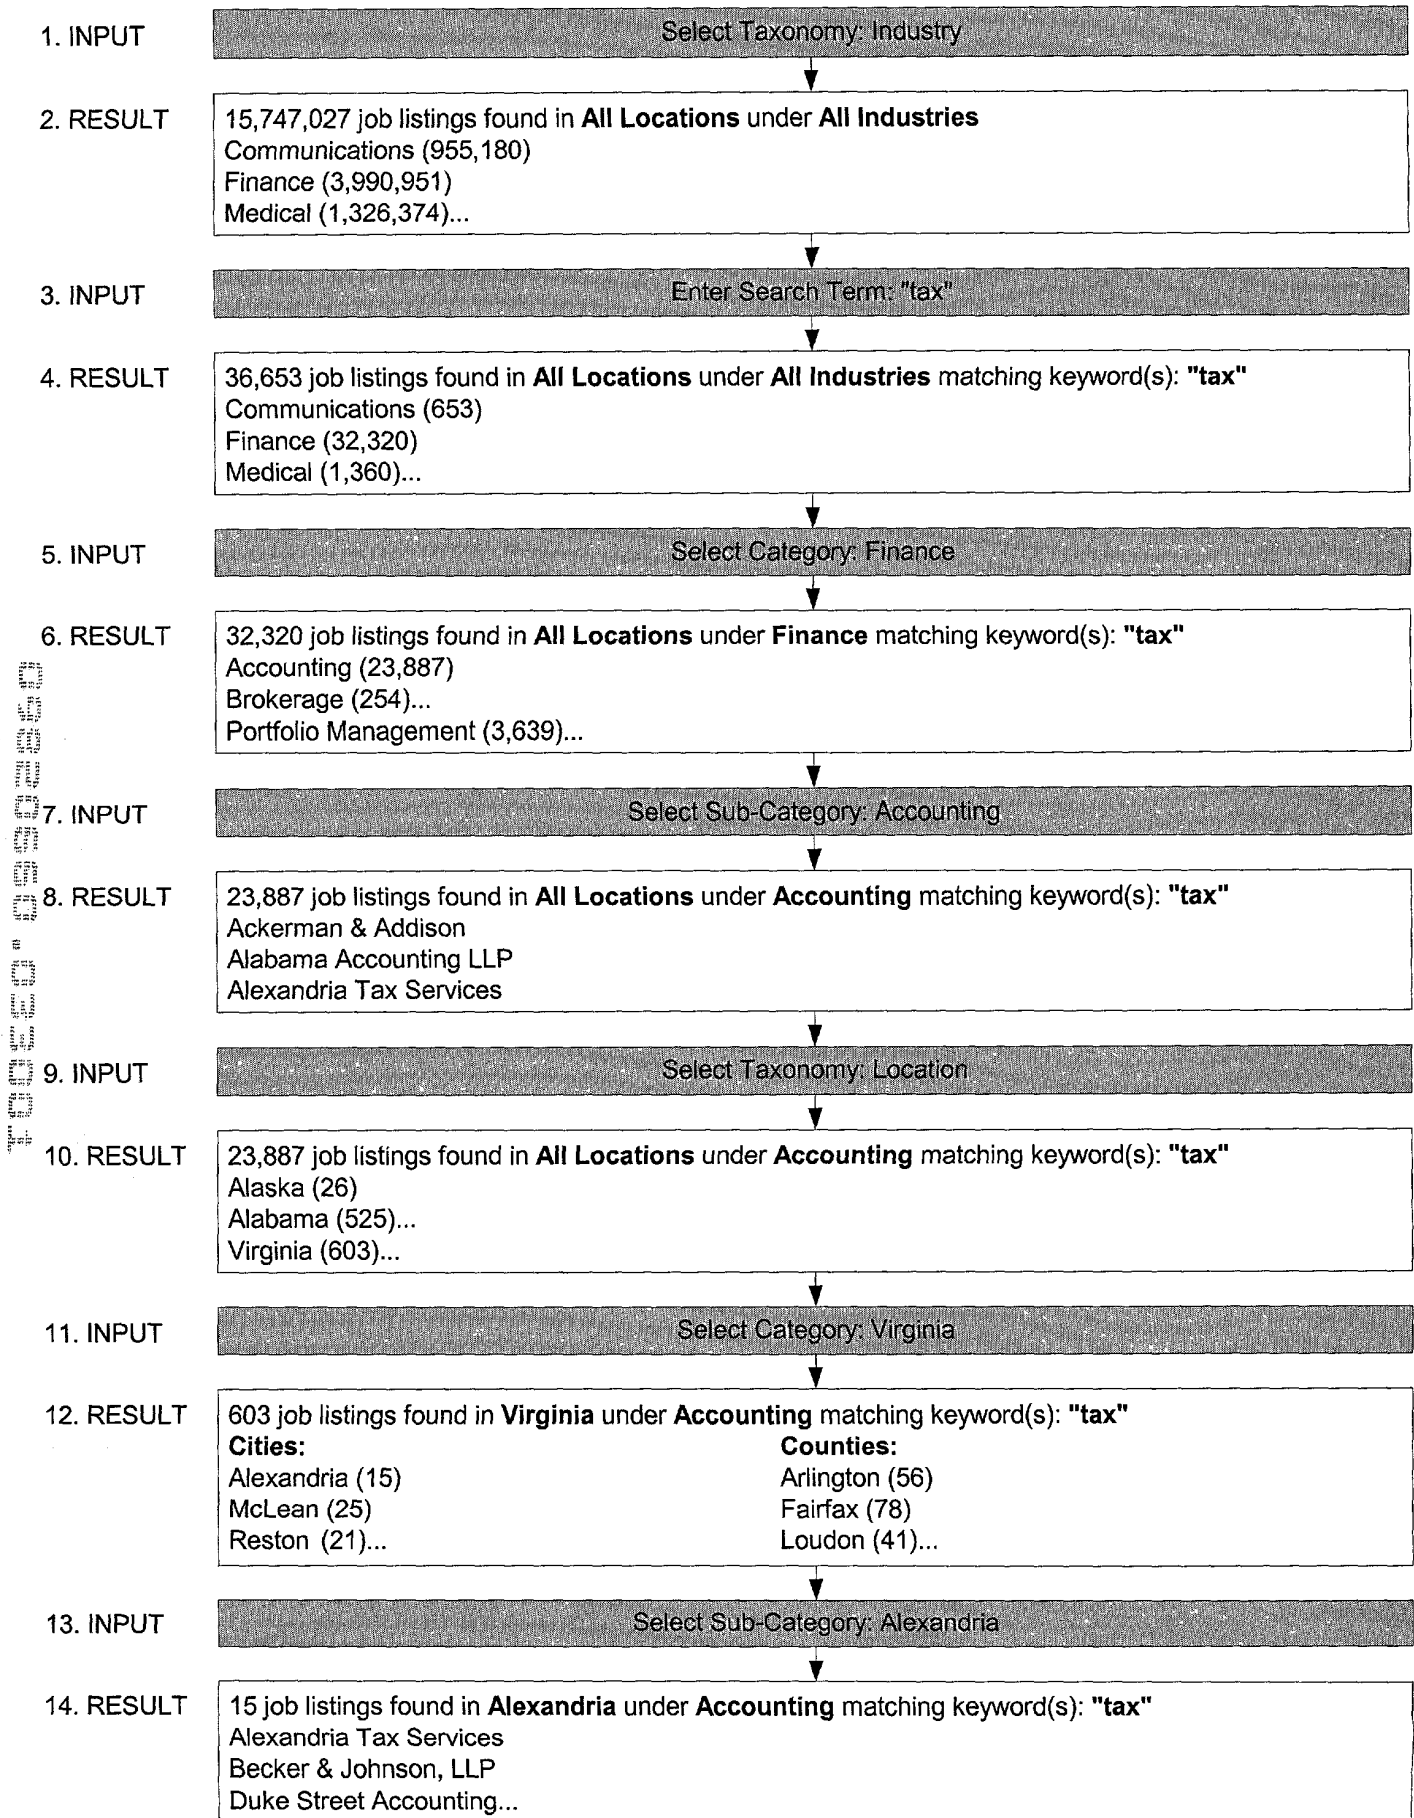 1. INPUT
Select Taxonomy: Industry
2. RESULT
15,747,027 job listings found in All Locations under All Industries
Communications (955,180)
Finance (3,990,951)
Medical (1,326,374)...
3. INPUT
Enter Search Term: "tax"
4. RESULT
36,653 job listings found in All Locations under All Industries matching keyword(s): "tax"
Communications (653)
Finance (32,320)
Medical (1,360)...
5. INPUT
Select Category: Finance
6. RESULT
32,320 job listings found in All Locations under Finance matching keyword(s): "tax"
Accounting (23,887)
Brokerage (254)...
Portfolio Management (3,639)...
7. INPUT
Select Sub-Category: Accounting
8. RESULT
23,887 job listings found in All Locations under Accounting matching keyword(s): "tax"
Ackerman & Addison
Alabama Accounting LLP
Alexandria Tax Services
9. INPUT
Select Taxonomy: Location
10. RESULT
23,887 job listings found in All Locations under Accounting matching keyword(s): "tax"
Alaska (26)
Alabama (525)...
Virginia (603)...
11. INPUT
Select Category: Virginia
12. RESULT
603 job listings found in Virginia under Accounting matching keyword(s): "tax"
Cities:
Alexandria (15)
McLean (25)
Reston (21)...
Counties:
Arlington (56)
Fairfax (78)
Loudon (41)...
13. INPUT
Select Sub-Category: Alexandria
14. RESULT
15 job listings found in Alexandria under Accounting matching keyword(s): "tax"
Alexandria Tax Services
Becker & Johnson, LLP
Duke Street Accounting...